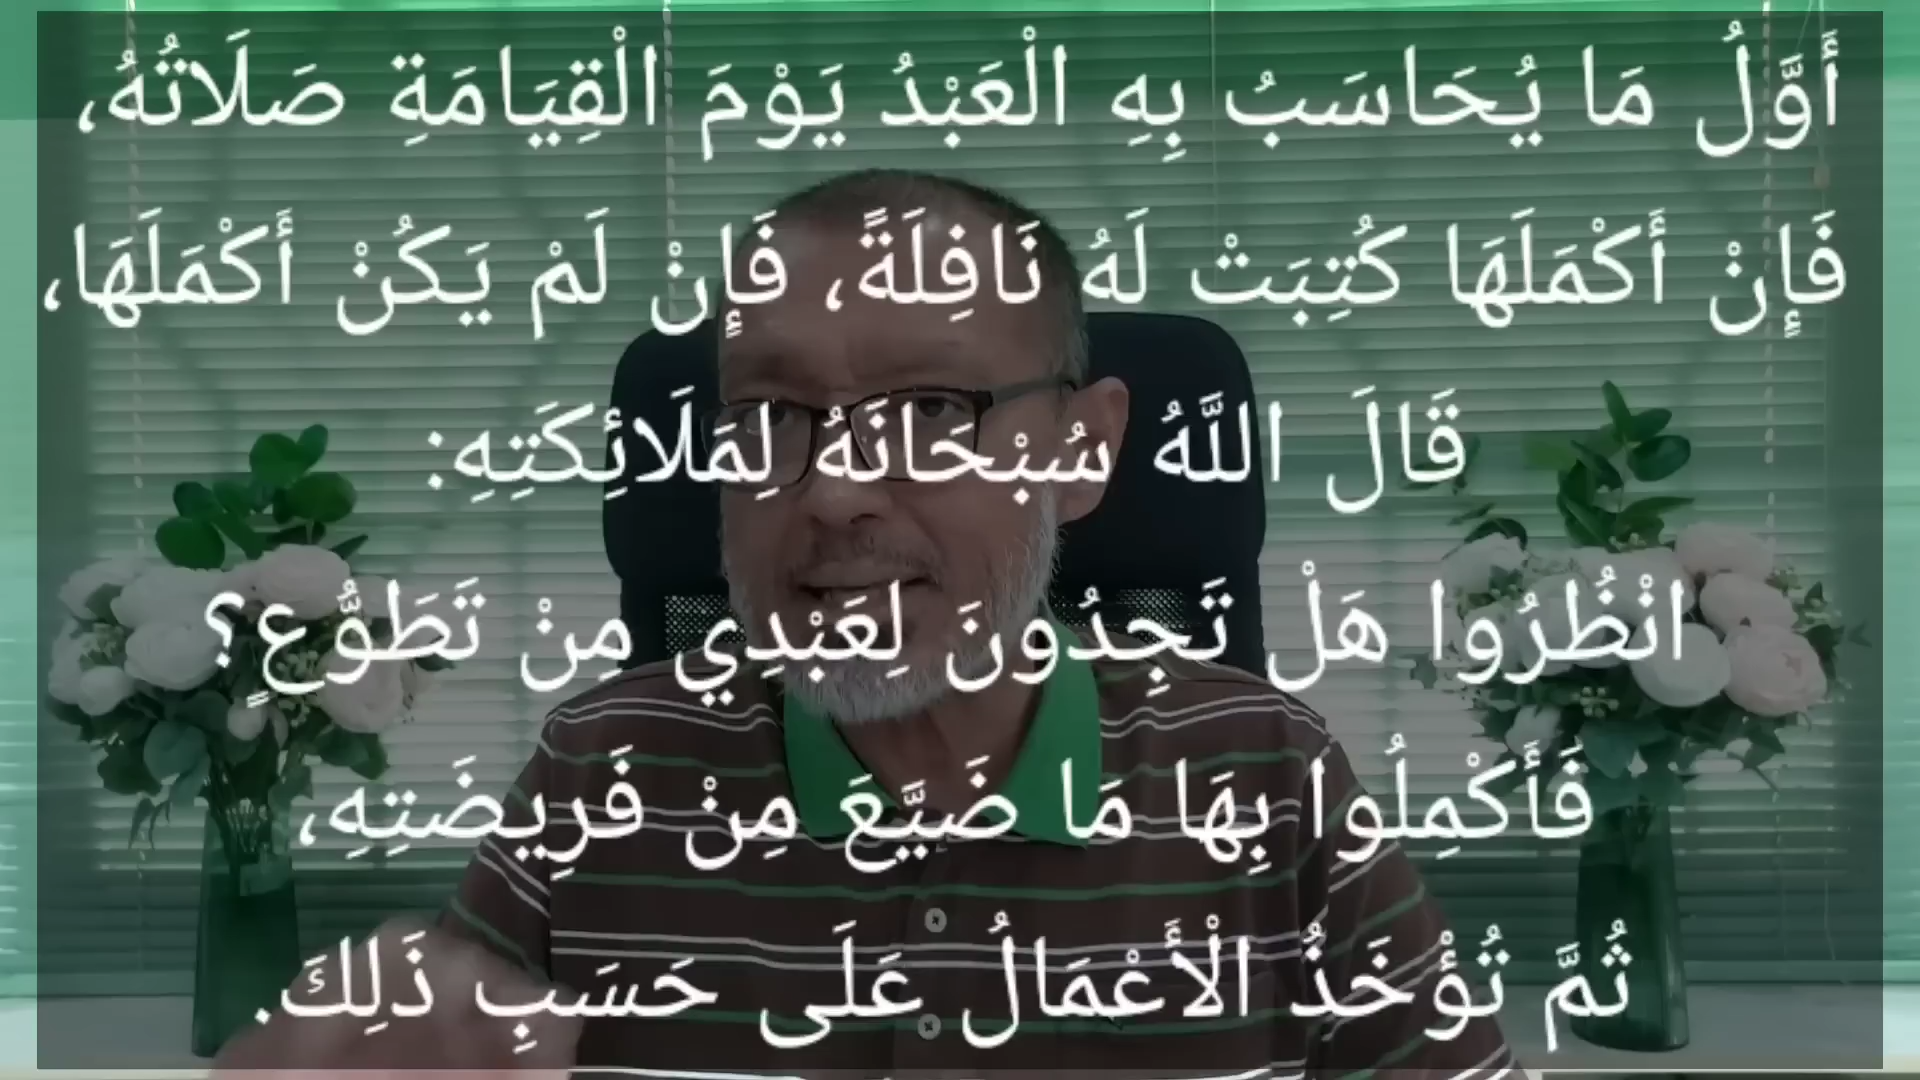 أَوَّلُ مَا يُحَاسَبُ بِهِ الْعَبْدُ يَوْمَ الْقِيَامَةِ صَلَاتُهُ،
فَإِنْ أَكْمَلَهَا كُتِبَتْ لَهُ نَافِلَةً، فَإِنْ لَمْ يَكُنْ أَكْمَلَهَا،
قَالَ اللَّهُ سُبْحَانَهُ لِمَلَائِكَتِهِ:
انْظُرُوا هَلْ تَجِدُونَ لِعَبْدِي مِنْ تَطَوُّعٍ؟
فَأَكْمِلُوا بِهَا مَا ضَيَّعَ مِنْ فَرِيضَتِهِ،
ثُمَّ تُؤْخَذُ الْأَعْمَالُ عَلَى حَسَبِ ذَلِكَ.